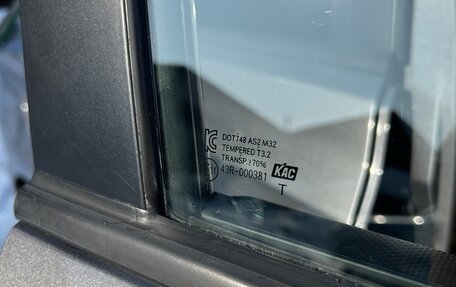 DOT748 AS2 M32
TEMPERED T3.2
TRANSP.≥70%
43R-000381 KAC
T